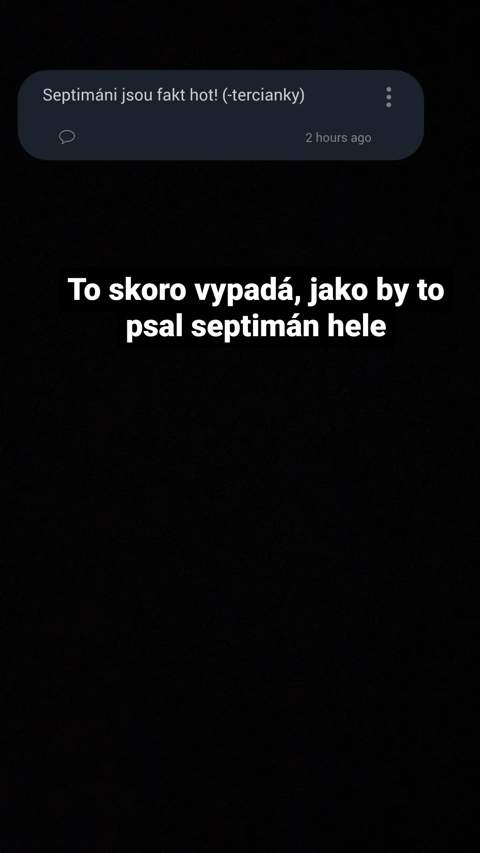 Septimáni jsou fakt hot! (-tercianky)
2 hours ago
To skoro vypadá, jako by to
psal septimán hele